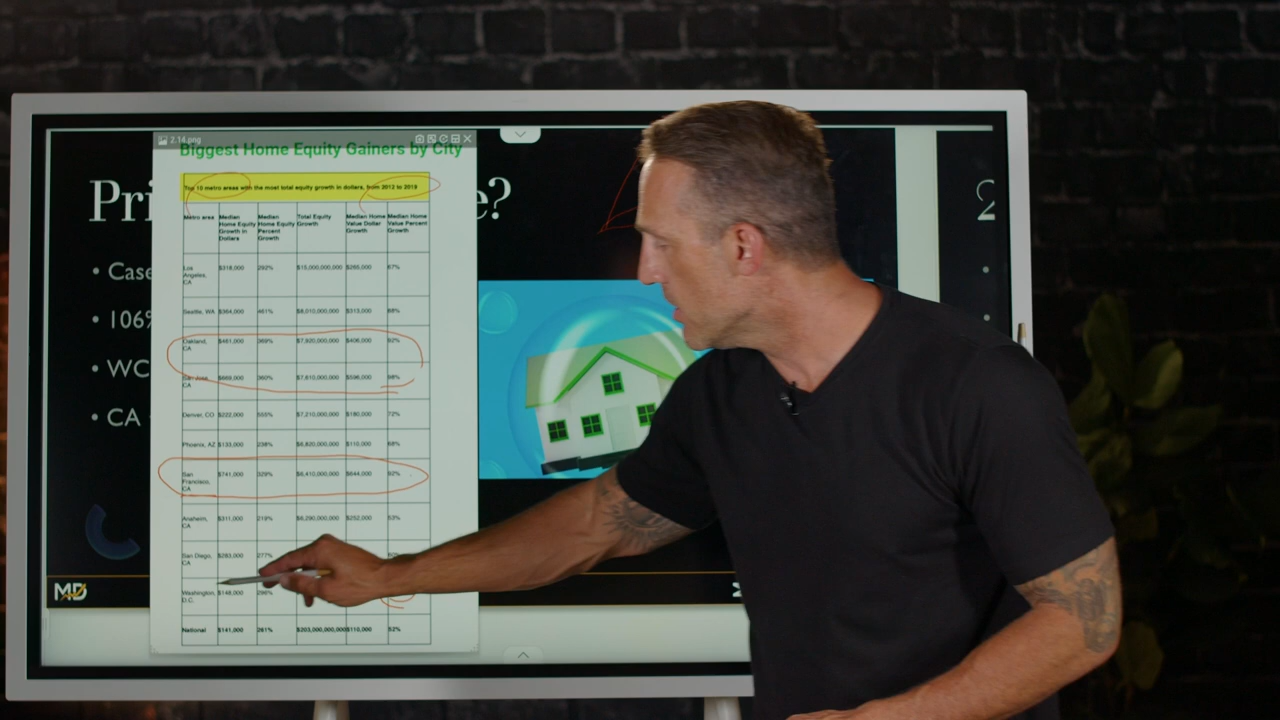 2.14.png
Biggest Home Equity Gainers by City
Top 10 metro areas with the most total equity growth in dollars, from 2012 to 2019
Metro area Median Home Equity Growth in Dollars Median Home Equity Percent Growth Total Equity Growth Median Home Value Dollar Growth Median Home Value Percent Growth
Los Angeles, CA $318,000 292% $15,000,000,000 $265,000 67%
Seattle, WA $364,000 461% $8,010,000,000 $313,000 88%
Oakland, CA $461,000 369% $7,820,000,000 $406,000 92%
San Jose, CA $669,000 360% $7,610,000,000 $596,000 98%
Denver, CO $222,000 555% $7,210,000,000 $190,000 72%
Phoenix, AZ $133,000 238% $6,820,000,000 $110,000 68%
San Francisco, CA $741,000 329% $6,410,000,000 $644,000 92%
Anaheim, CA $311,000 219% $6,290,000,000 $252,000 53%
San Diego, CA $283,000 277%
Washington, D.C. $148,000 296%
National $141,000 261% $203,000,000,000 $110,000 52%
Pri
e?
• Case
• 106%
• WC
• CA
MD
2